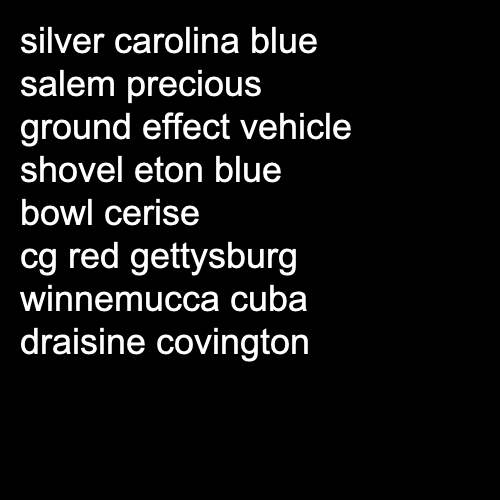 silver carolina blue
salem precious
ground effect vehicle
shovel eton blue
bowl cerise
cg red gettysburg
winnemucca cuba
draisine covington